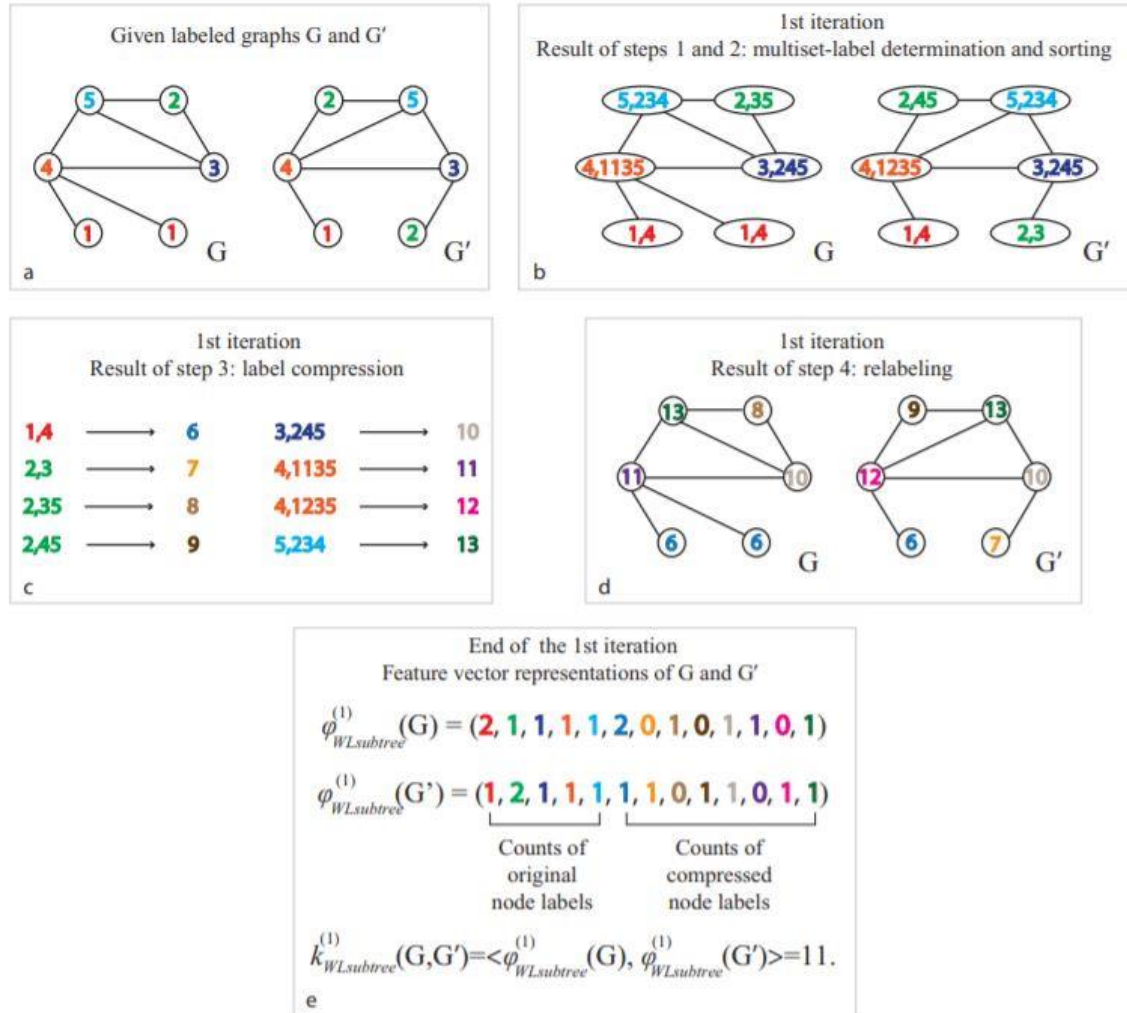 Given labeled graphs G and G′
5 2
4 3
1 1
G
2 5
4 3
1 2
G′
a
1st iteration
Result of steps 1 and 2: multiset-label determination and sorting
5,234 2,35
4,1135 3,245
1,4 1,4
G
2,45 5,234
4,1235 3,245
1,4 2,3
G′
b
1st iteration
Result of step 3: label compression
1,4 → 6
2,3 → 7
2,35 → 8
2,45 → 9
3,245 → 10
4,1135 → 11
4,1235 → 12
5,234 → 13
c
1st iteration
Result of step 4: relabeling
13 8
11 10
6 6
G
9 13
12 10
6 7
G′
d
End of the 1st iteration
Feature vector representations of G and G′
φ(1)WLsubtree(G) = (2, 1, 1, 1, 1, 2, 0, 1, 0, 1, 1, 0, 1)
φ(1)WLsubtree(G’) = (1, 2, 1, 1, 1, 1, 1, 0, 1, 1, 0, 1, 1)
Counts of
original
node labels
Counts of
compressed
node labels
k(1)WLsubtree(G,G′)=<φ(1)WLsubtree(G), φ(1)WLsubtree(G′)>=11.
e